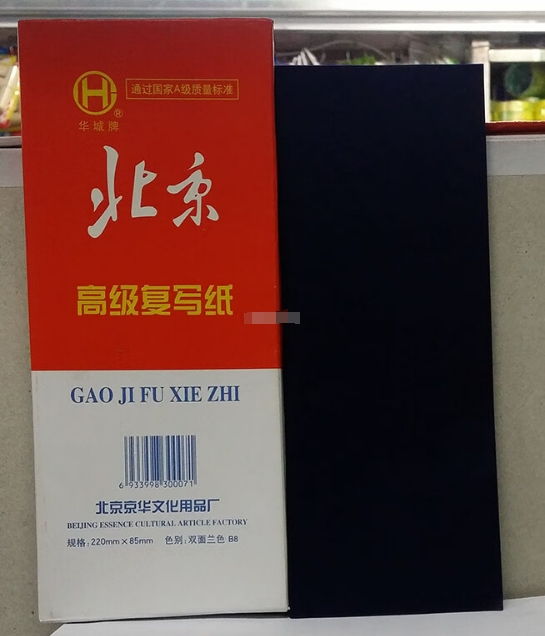 通过国家A级质量标准
®
华城牌
北京
高级复写纸
GAO JI FU XIE ZHI
6 933998 300071
北京京华文化用品厂
BEIJING ESSENCE CULTURAL ARTICLE FACTORY
规格:220mm×85mm 色别:双面兰色 B8